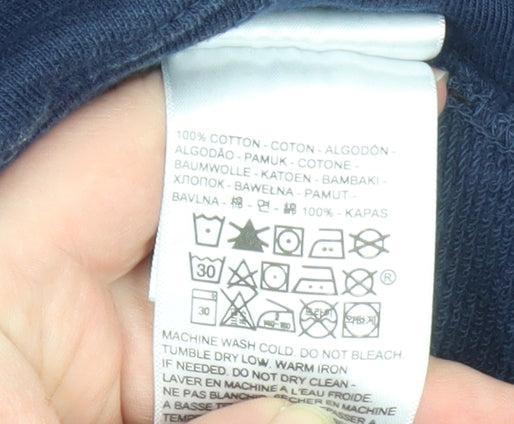 100% COTTON - COTON - ALGODÓN -
ALGODÃO - PAMUK - COTONE -
BAUMWOLLE - KATOEN - BAMBAKI -
ХЛОПОК - BAWEŁNA - PAMUT -
BAVLNA - 棉 - 면 - 100% - KAPAS
30 ®
30
MACHINE WASH COLD. DO NOT BLEACH.
TUMBLE DRY LOW. WARM IRON
IF NEEDED. DO NOT DRY CLEAN -
LAVER EN MACHINE A L'EAU FROIDE.
NE PAS BLANCHIR. SÉCHER EN MACHINE
A BASSE